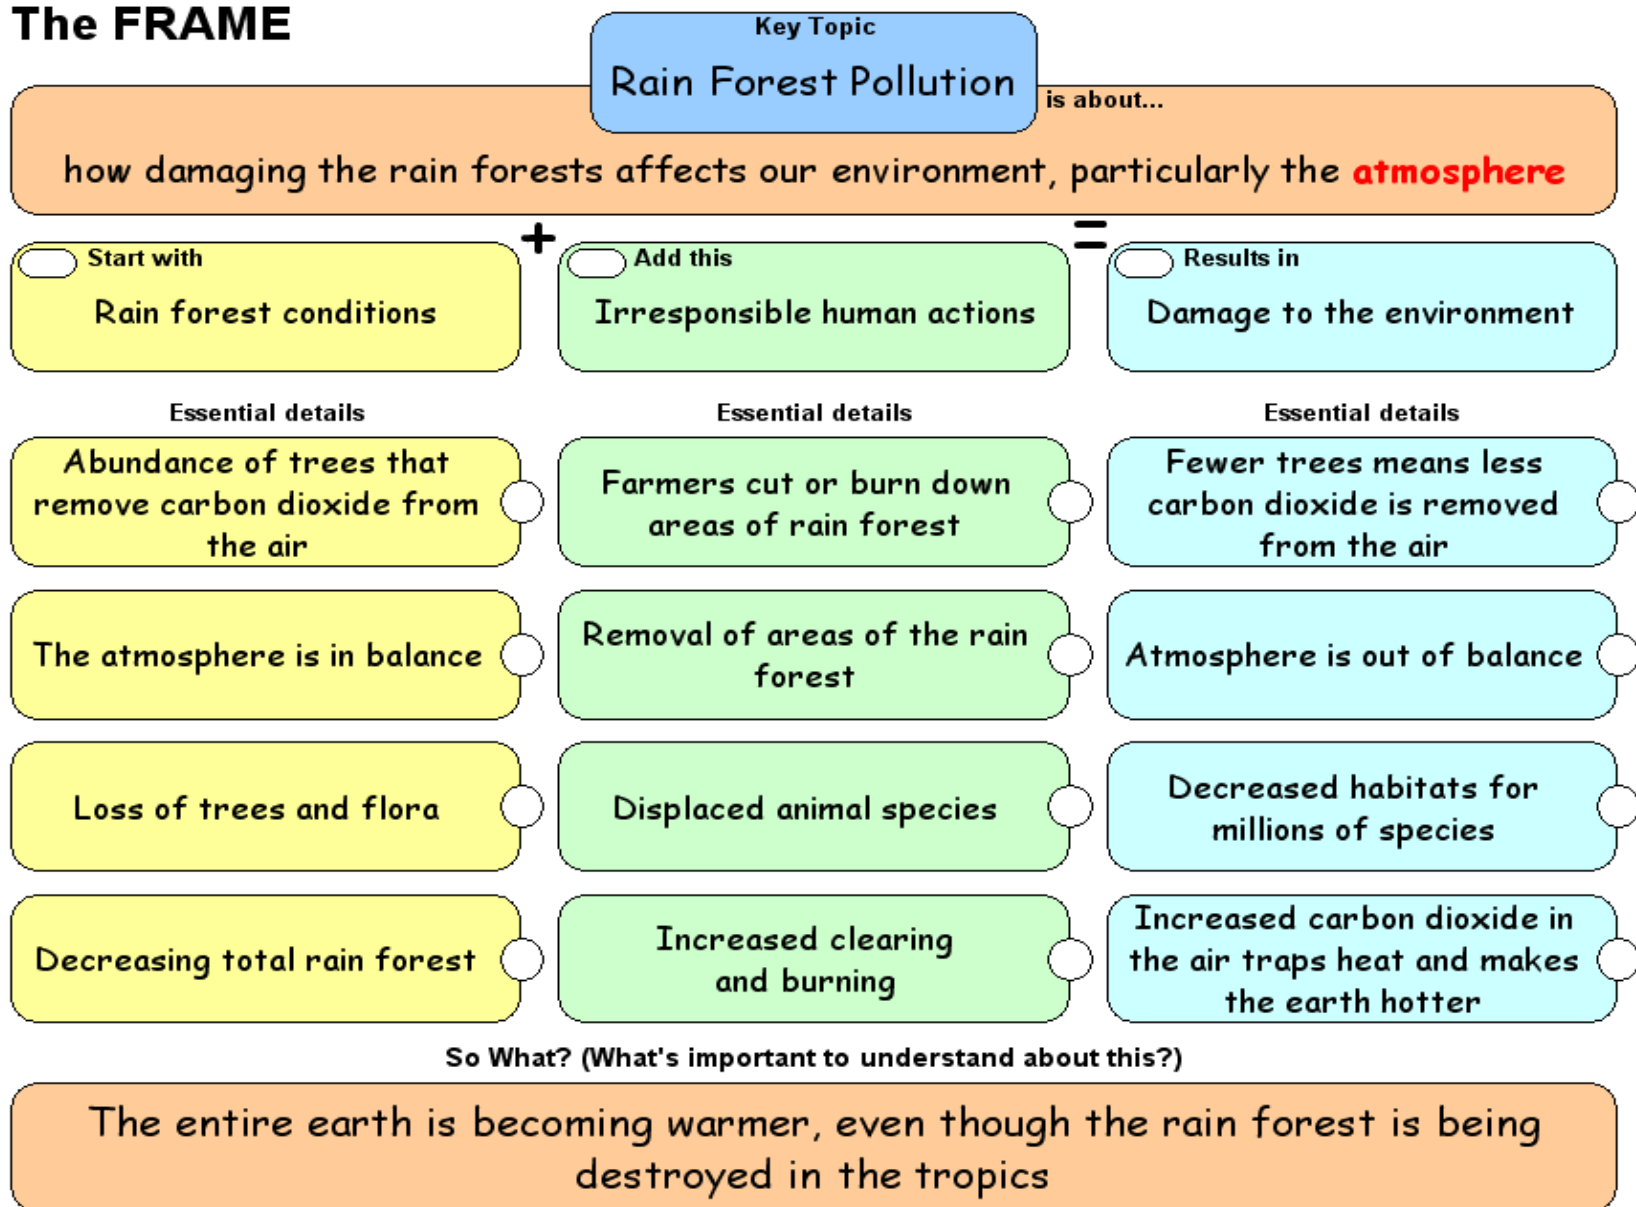 The FRAME
Key Topic
Rain Forest Pollution
is about...
how damaging the rain forests affects our environment, particularly the atmosphere
+
=
Start with
Rain forest conditions
Add this
Irresponsible human actions
Results in
Damage to the environment
Essential details
Essential details
Essential details
Abundance of trees that
remove carbon dioxide from
the air
Farmers cut or burn down
areas of rain forest
Fewer trees means less
carbon dioxide is removed
from the air
The atmosphere is in balance
Removal of areas of the rain
forest
Atmosphere is out of balance
Loss of trees and flora
Displaced animal species
Decreased habitats for
millions of species
Decreasing total rain forest
Increased clearing
and burning
Increased carbon dioxide in
the air traps heat and makes
the earth hotter
So What? (What's important to understand about this?)
The entire earth is becoming warmer, even though the rain forest is being
destroyed in the tropics